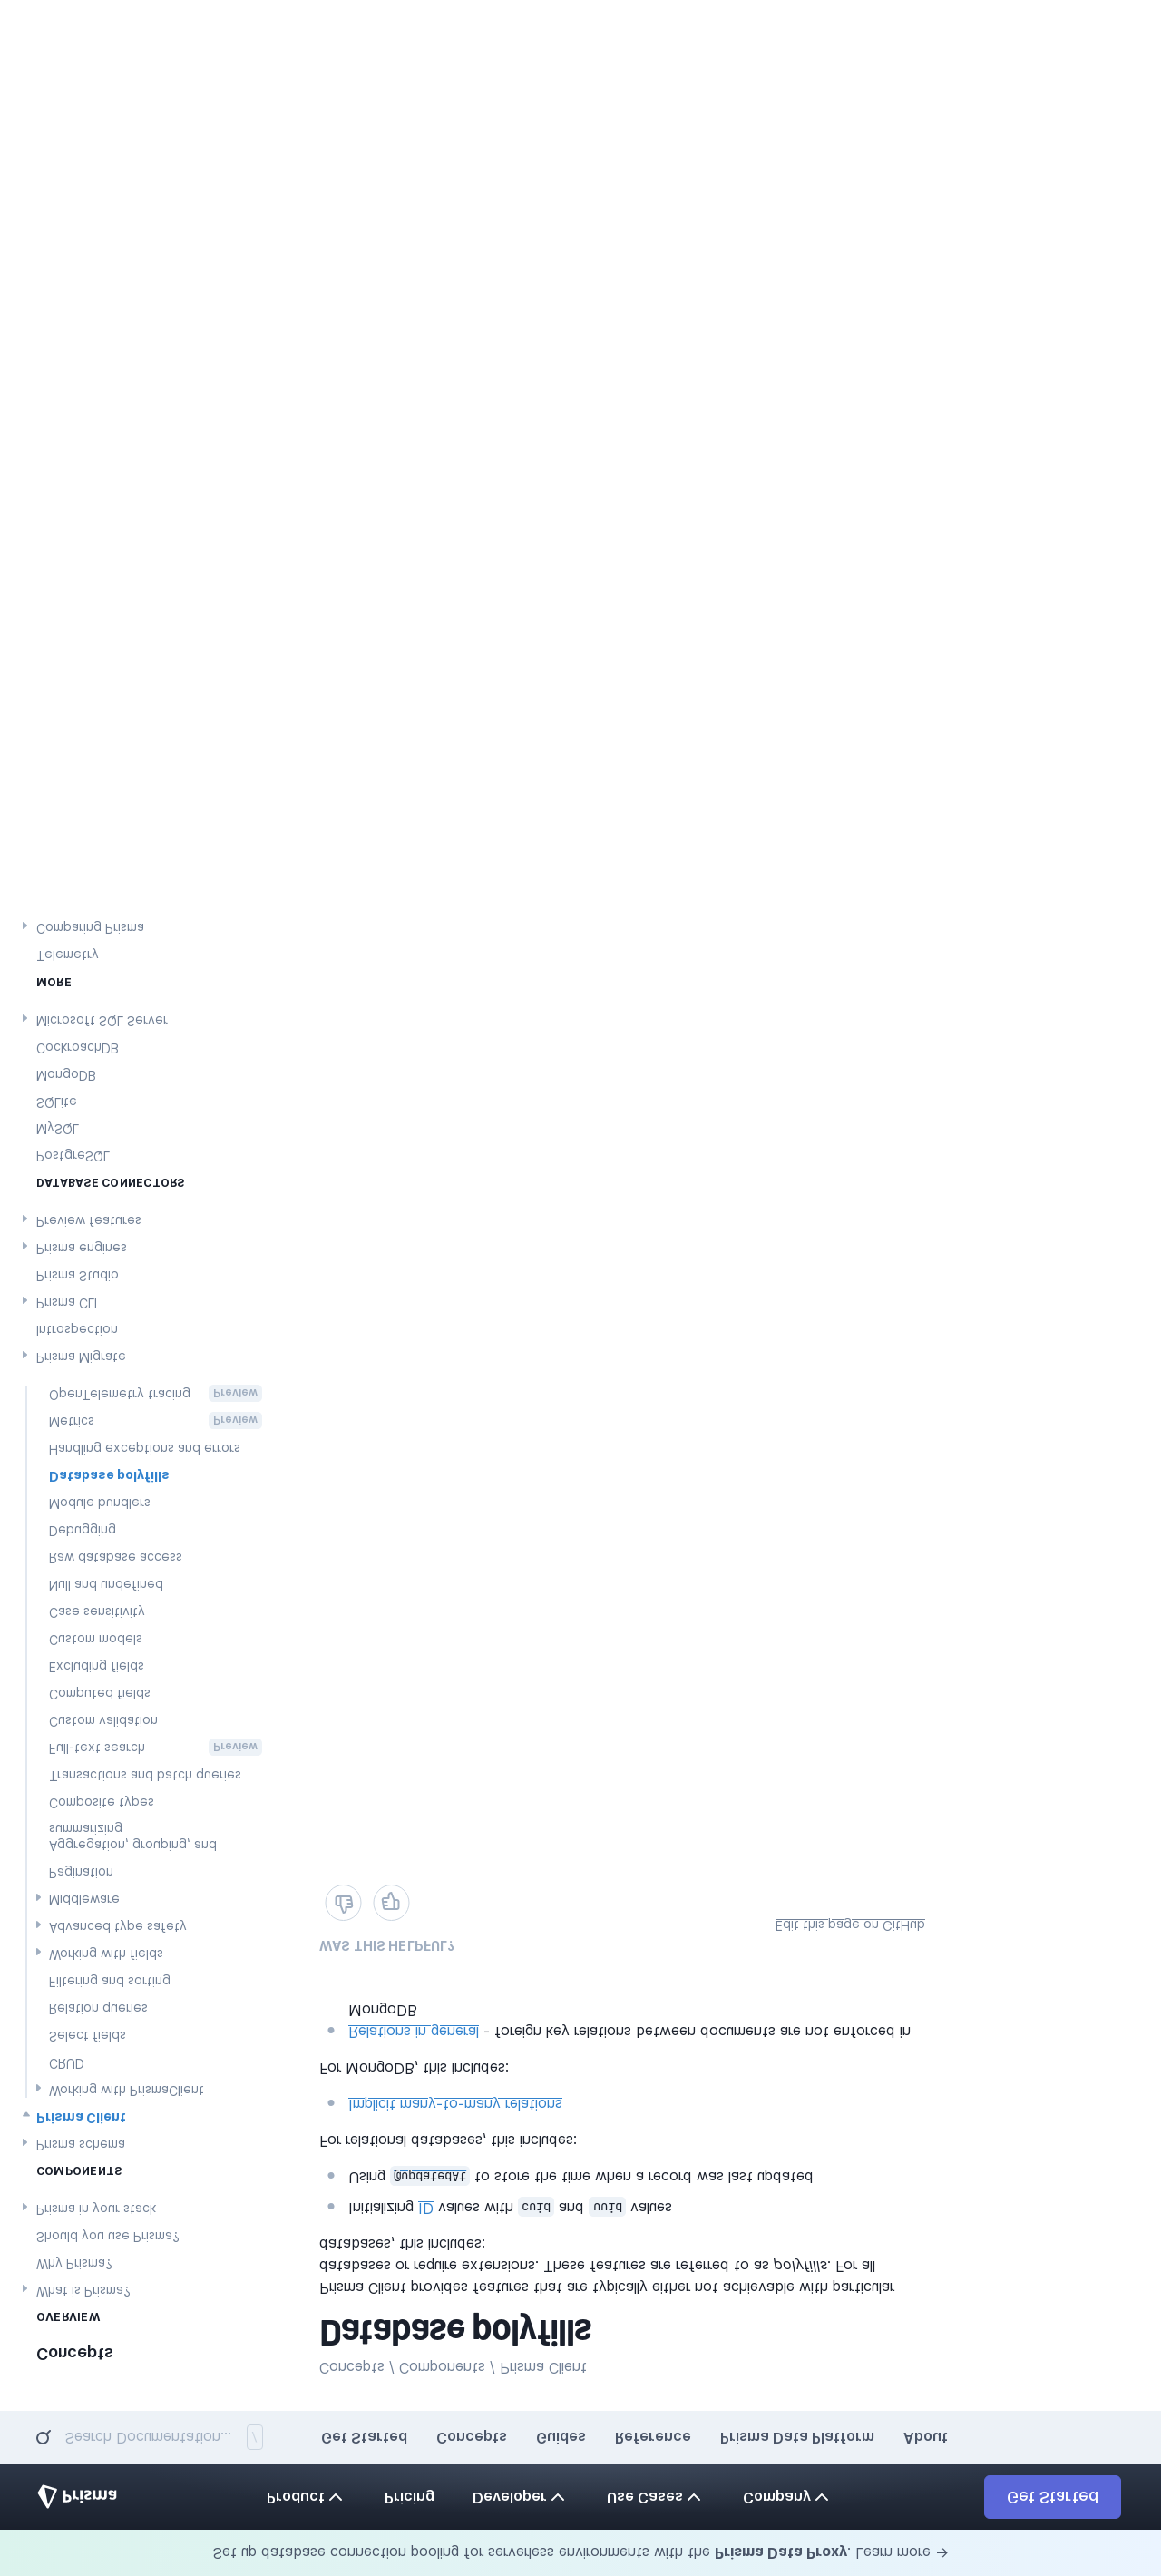 Set up database connection pooling for serverless environments with the Prisma Data Proxy. Learn more →
Prisma
Product
Pricing
Developer
Use Cases
Company
Get Started
Search Documentation... /
Get Started
Concepts
Guides
Reference
Prisma Data Platform
About
Concepts
OVERVIEW
What is Prisma?
Why Prisma?
Should you use Prisma?
Prisma in your stack
COMPONENTS
Prisma schema
Prisma Client
Working with PrismaClient
CRUD
Select fields
Relation queries
Filtering and sorting
Working with fields
Advanced type safety
Middleware
Pagination
Aggregation, grouping, and
summarizing
Composite types
Transactions and batch queries
Full-text search Preview
Custom validation
Computed fields
Excluding fields
Custom models
Case sensitivity
Null and undefined
Raw database access
Debugging
Module bundlers
Database polyfills
Handling exceptions and errors
Metrics Preview
OpenTelemetry tracing Preview
Prisma Migrate
Introspection
Prisma CLI
Prisma Studio
Prisma engines
Preview features
DATABASE CONNECTORS
PostgreSQL
MySQL
SQLite
MongoDB
CockroachDB
Microsoft SQL Server
MORE
Telemetry
Comparing Prisma
Concepts / Components / Prisma Client
Database polyfills
Prisma Client provides features that are typically either not achievable with particular
databases or require extensions. These features are referred to as polyfills. For all
databases, this includes:
Initializing ID values with cuid and uuid values
Using @updatedAt to store the time when a record was last updated
For relational databases, this includes:
Implicit many-to-many relations
For MongoDB, this includes:
Relations in general - foreign key relations between documents are not enforced in
MongoDB
WAS THIS HELPFUL?
Edit this page on GitHub